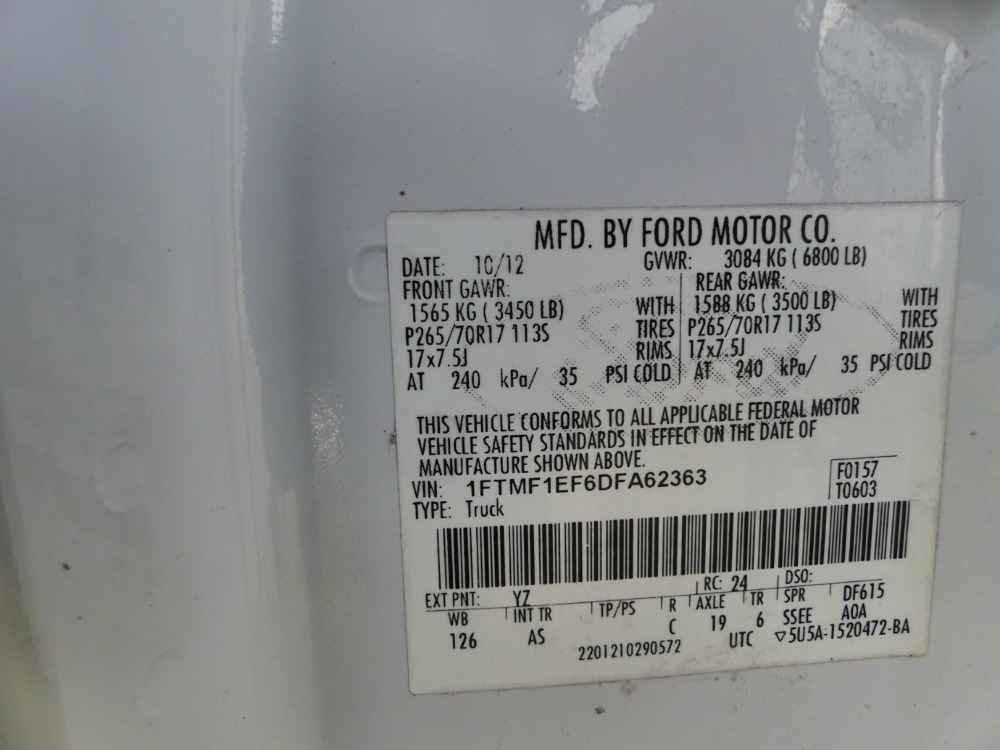 MFD. BY FORD MOTOR CO.
DATE: 10/12 GVWR: 3084 KG ( 6800 LB)
FRONT GAWR: REAR GAWR:
1565 KG ( 3450 LB) WITH 1588 KG ( 3500 LB) WITH
P265/70R17 113S TIRES P265/70R17 113S TIRES
17x7.5J RIMS 17x7.5J RIMS
AT 240 kPa/ 35 PSI COLD AT 240 kPa/ 35 PSI COLD
THIS VEHICLE CONFORMS TO ALL APPLICABLE FEDERAL MOTOR
VEHICLE SAFETY STANDARDS IN EFFECT ON THE DATE OF
MANUFACTURE SHOWN ABOVE.
VIN: 1FTMF1EF6DFA62363 F0157
TYPE: Truck T0603
EXT PNT: YZ RC: 24 DSO:
WB INT TR TP/PS R AXLE TR SPR DF615
126 AS C 19 6 SSEE A0A
2201210290572 UTC ▽5U5A-1520472-BA